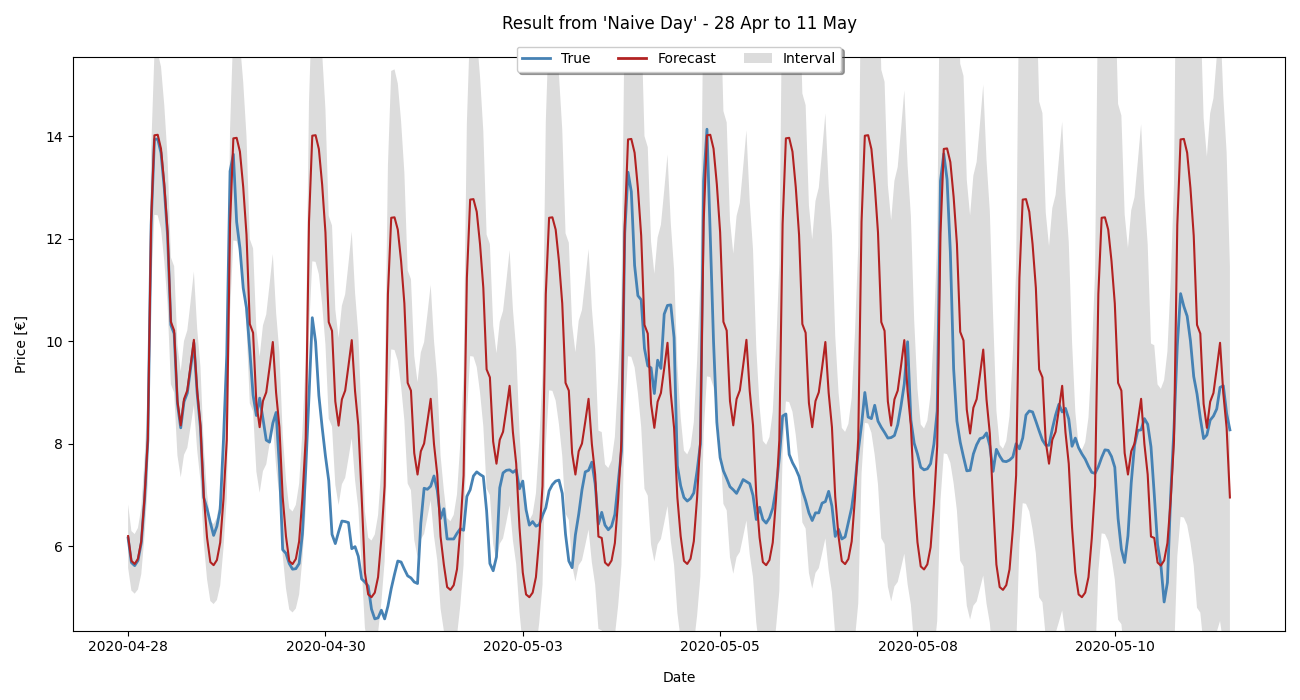 Result from 'Naive Day' - 28 Apr to 11 May
True Forecast Interval
14
12
10
8
6
Price [€]
2020-04-28 2020-04-30 2020-05-03 2020-05-05 2020-05-08 2020-05-10
Date